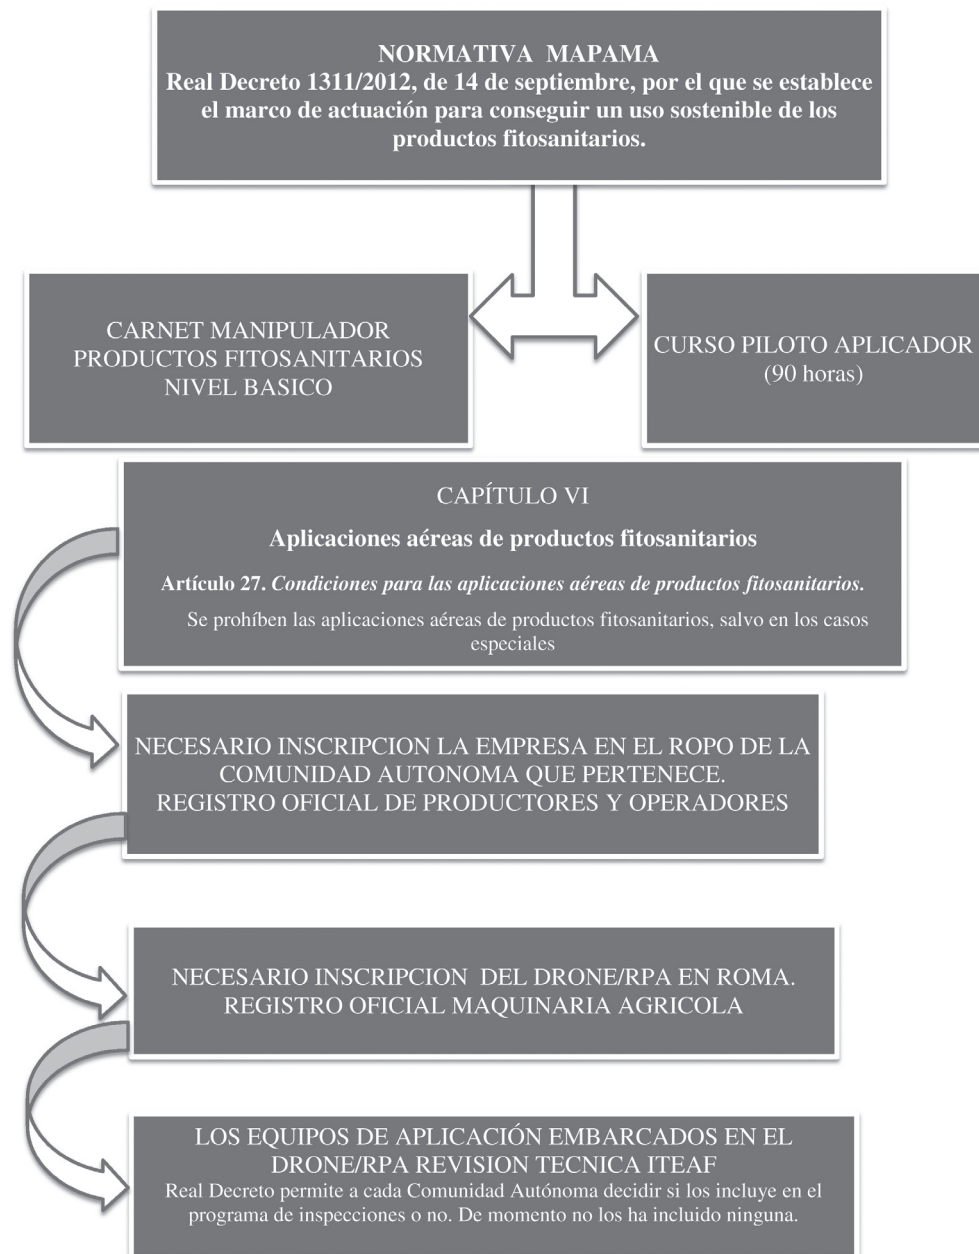 NORMATIVA MAPAMA
Real Decreto 1311/2012, de 14 de septiembre, por el que se establece
el marco de actuación para conseguir un uso sostenible de los
productos fitosanitarios.
CARNET MANIPULADOR
PRODUCTOS FITOSANITARIOS
NIVEL BASICO
CURSO PILOTO APLICADOR
(90 horas)
CAPÍTULO VI
Aplicaciones aéreas de productos fitosanitarios
Artículo 27. Condiciones para las aplicaciones aéreas de productos fitosanitarios.
Se prohíben las aplicaciones aéreas de productos fitosanitarios, salvo en los casos
especiales
NECESARIO INSCRIPCION LA EMPRESA EN EL ROPO DE LA
COMUNIDAD AUTONOMA QUE PERTENECE.
REGISTRO OFICIAL DE PRODUCTORES Y OPERADORES
NECESARIO INSCRIPCION DEL DRONE/RPA EN ROMA.
REGISTRO OFICIAL MAQUINARIA AGRICOLA
LOS EQUIPOS DE APLICACIÓN EMBARCADOS EN EL
DRONE/RPA REVISION TECNICA ITEAF
Real Decreto permite a cada Comunidad Autónoma decidir si los incluye en el
programa de inspecciones o no. De momento no los ha incluido ninguna.